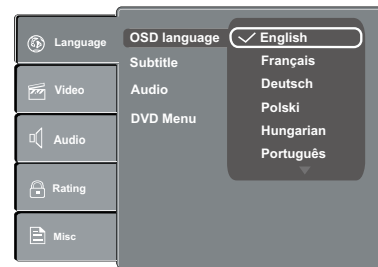 Language
Video
Audio
Rating
Misc
OSD language
Subtitle
Audio
DVD Menu
English
Français
Deutsch
Polski
Hungarian
Português